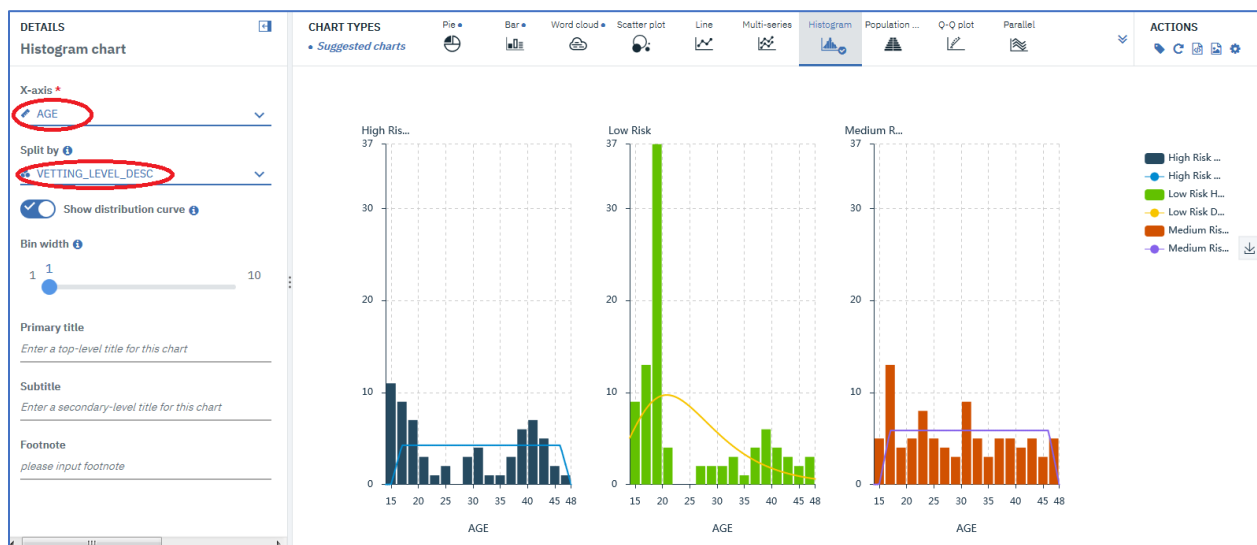 DETAILS
Histogram chart
X-axis *
AGE
Split by
VETTING_LEVEL_DESC
Show distribution curve
Bin width
1
1
10
Primary title
Enter a top-level title for this chart
Subtitle
Enter a secondary-level title for this chart
Footnote
please input footnote
CHART TYPES
• Suggested charts
Pie •
Bar •
Word cloud •
Scatter plot
Line
Multi-series
Histogram
Population ...
Q-Q plot
Parallel
ACTIONS
High Ris...
37
30
20
10
0
15 20 25 30 35 40 45 48
AGE
Low Risk
37
30
20
10
0
15 20 25 30 35 40 45 48
AGE
Medium R...
37
30
20
10
0
15 20 25 30 35 40 45 48
AGE
High Risk ...
High Risk ...
Low Risk H...
Low Risk D...
Medium Ris...
Medium Ris...